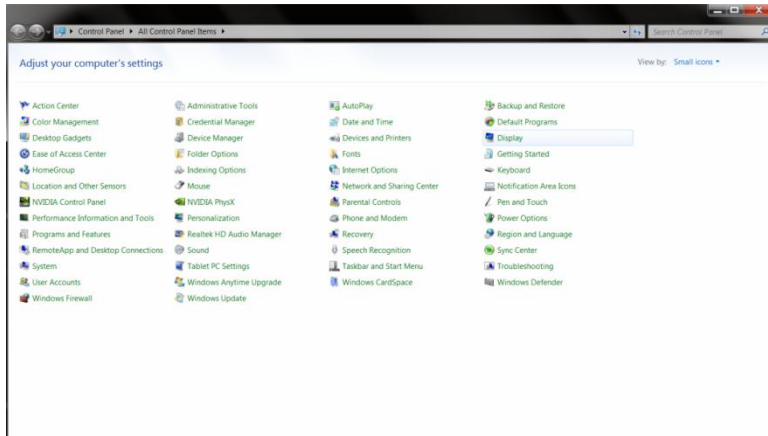 Control Panel All Control Panel Items
Search Control Panel
Adjust your computer's settings
View by: Small icons
Action Center Administrative Tools AutoPlay Backup and Restore
Color Management Credential Manager Date and Time Default Programs
Desktop Gadgets Device Manager Devices and Printers Display
Ease of Access Center Folder Options Fonts Getting Started
HomeGroup Indexing Options Internet Options Keyboard
Location and Other Sensors Mouse Network and Sharing Center Notification Area Icons
NVIDIA Control Panel NVIDIA PhysX Parental Controls Pen and Touch
Performance Information and Tools Personalization Phone and Modem Power Options
Programs and Features Realtek HD Audio Manager Recovery Region and Language
RemoteApp and Desktop Connections Sound Speech Recognition Sync Center
System Tablet PC Settings Taskbar and Start Menu Troubleshooting
User Accounts Windows Anytime Upgrade Windows CardSpace Windows Defender
Windows Firewall Windows Update